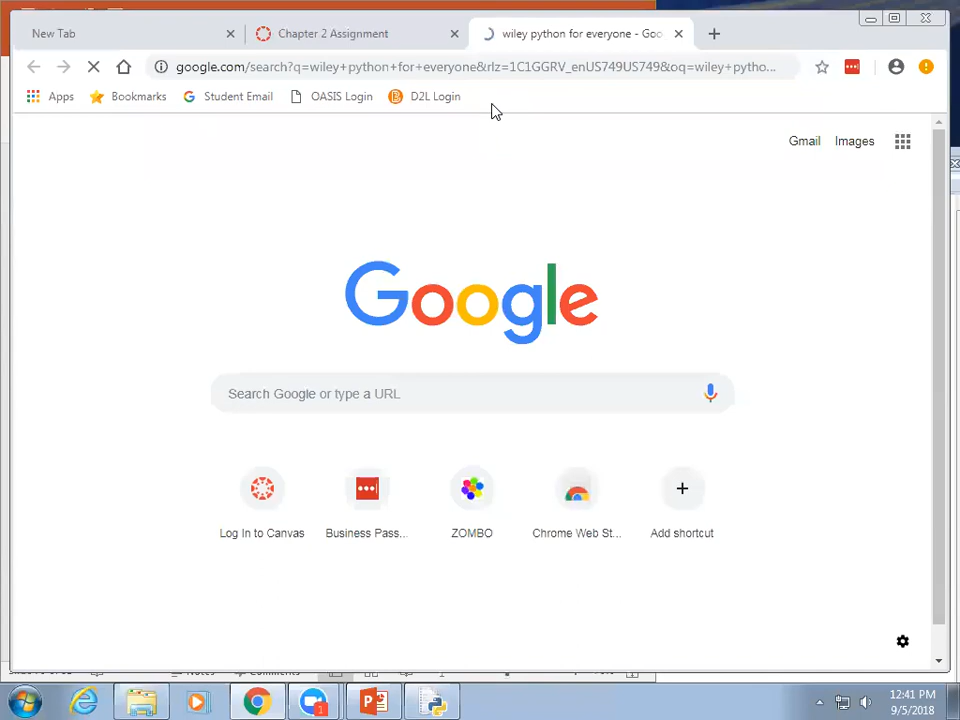 New Tab
Chapter 2 Assignment
wiley python for everyone - Goo
google.com/search?q=wiley+python+for+everyone&rlz=1C1GGRV_enUS749US749&oq=wiley+pytho...
Apps
Bookmarks
Student Email
OASIS Login
D2L Login
Gmail
Images
Google
Search Google or type a URL
Log In to Canvas
Business Pass...
ZOMBO
Chrome Web St...
Add shortcut
12:41 PM
9/5/2018